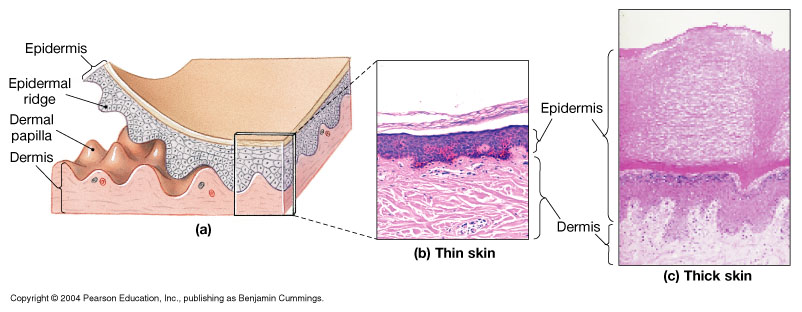 Epidermis
Epidermal
ridge
Dermal
papilla
Dermis
(a)
Epidermis
Dermis
(b) Thin skin
(c) Thick skin
Copyright © 2004 Pearson Education, Inc., publishing as Benjamin Cummings.